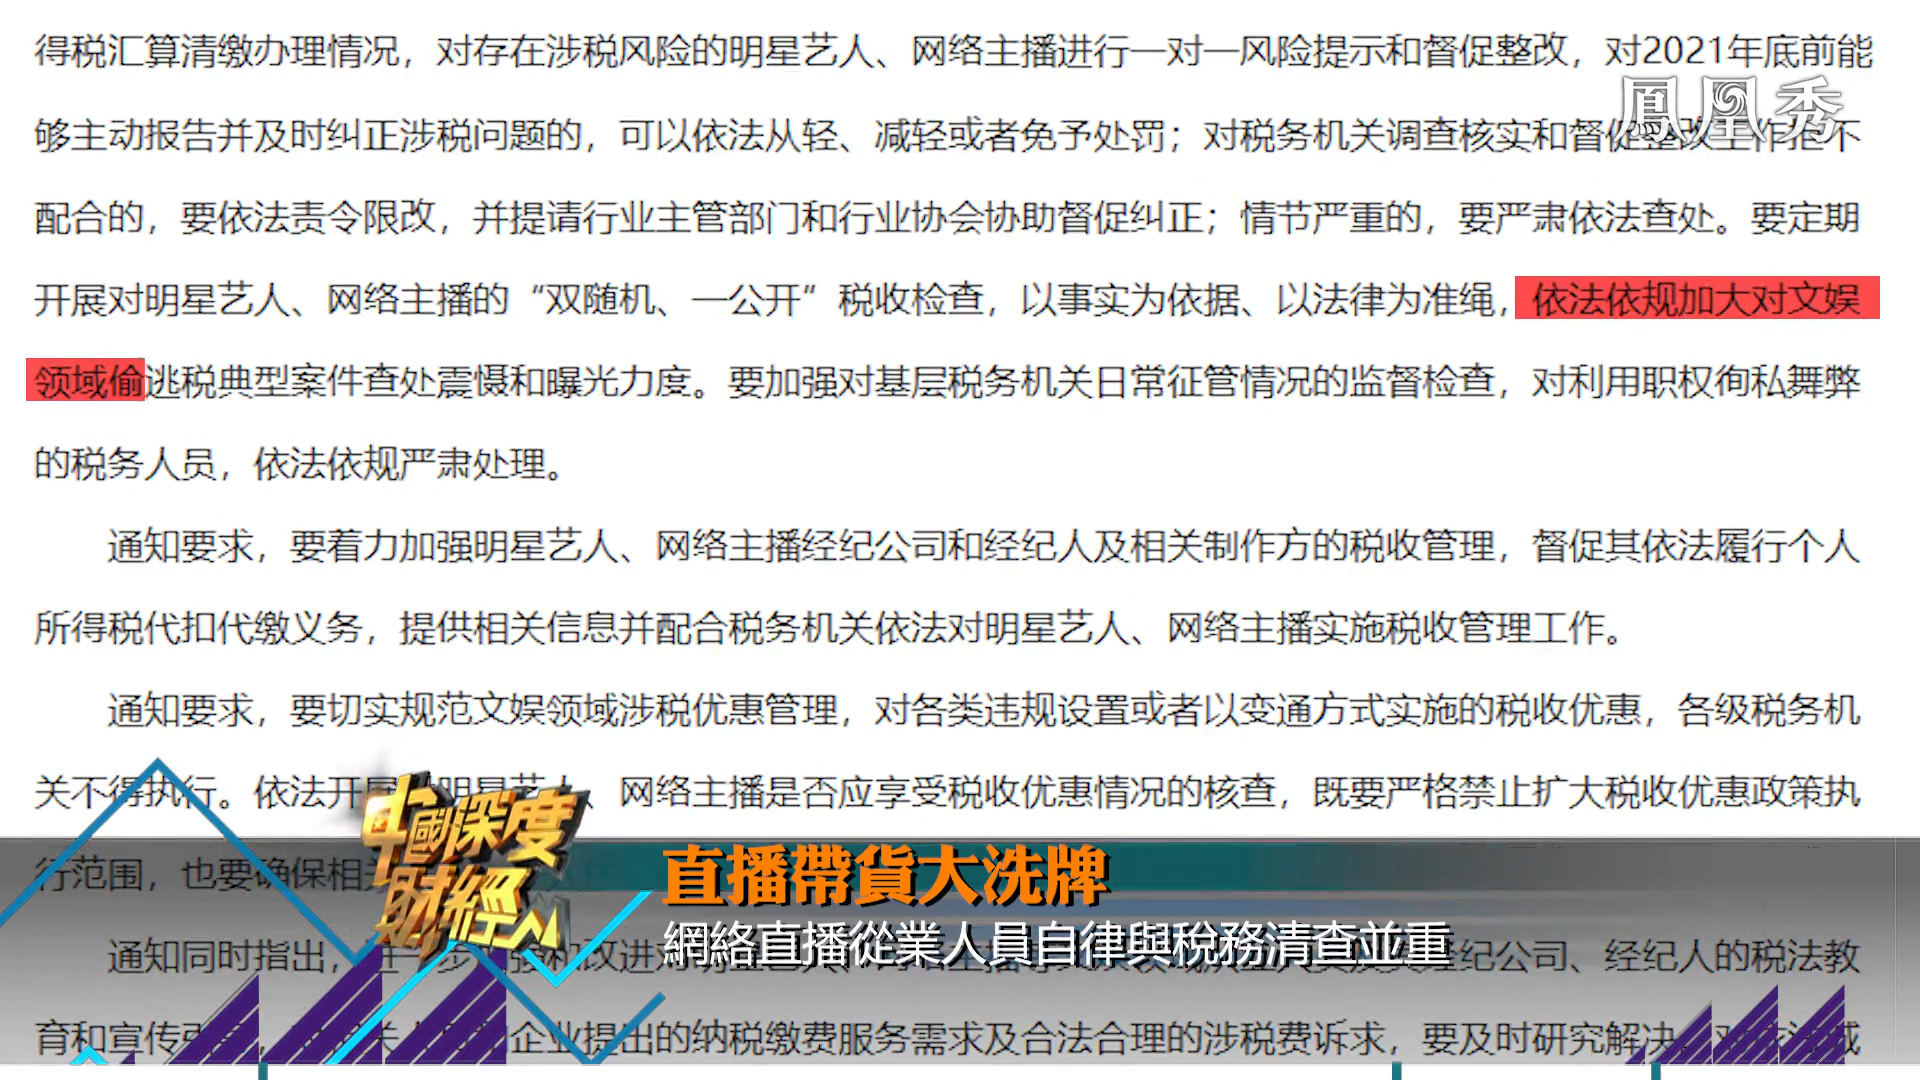 得税汇算清缴办理情况，对存在涉税风险的明星艺人、网络主播进行一对一风险提示和督促整改，对2021年底前能
鳳凰秀
够主动报告并及时纠正涉税问题的，可以依法从轻、减轻或者免予处罚；对税务机关调查核实和督促整改工作拒不
配合的，要依法责令限改，并提请行业主管部门和行业协会协助督促纠正；情节严重的，要严肃依法查处。要定期
开展对明星艺人、网络主播的“双随机、一公开”税收检查，以事实为依据、以法律为准绳，依法依规加大对文娱
领域偷逃税典型案件查处震慑和曝光力度。要加强对基层税务机关日常征管情况的监督检查，对利用职权徇私舞弊
的税务人员，依法依规严肃处理。
通知要求，要着力加强明星艺人、网络主播经纪公司和经纪人及相关制作方的税收管理，督促其依法履行个人
所得税代扣代缴义务，提供相关信息并配合税务机关依法对明星艺人、网络主播实施税收管理工作。
通知要求，要切实规范文娱领域涉税优惠管理，对各类违规设置或者以变通方式实施的税收优惠，各级税务机
关不得执行。依法开展对明星艺人、网络主播是否应享受税收优惠情况的核查，既要严格禁止扩大税收优惠政策执
行范围，也要确保相
中國深度財經
直播帶貨大洗牌
網絡直播從業人員自律與稅務清查並重
通知同时指出，进一步加强和改进对经纪公司、经纪人的税法教
育和宣传引企业提出的纳税缴费服务需求及合法合理的涉税费诉求，要及时研究解决。对依法诚